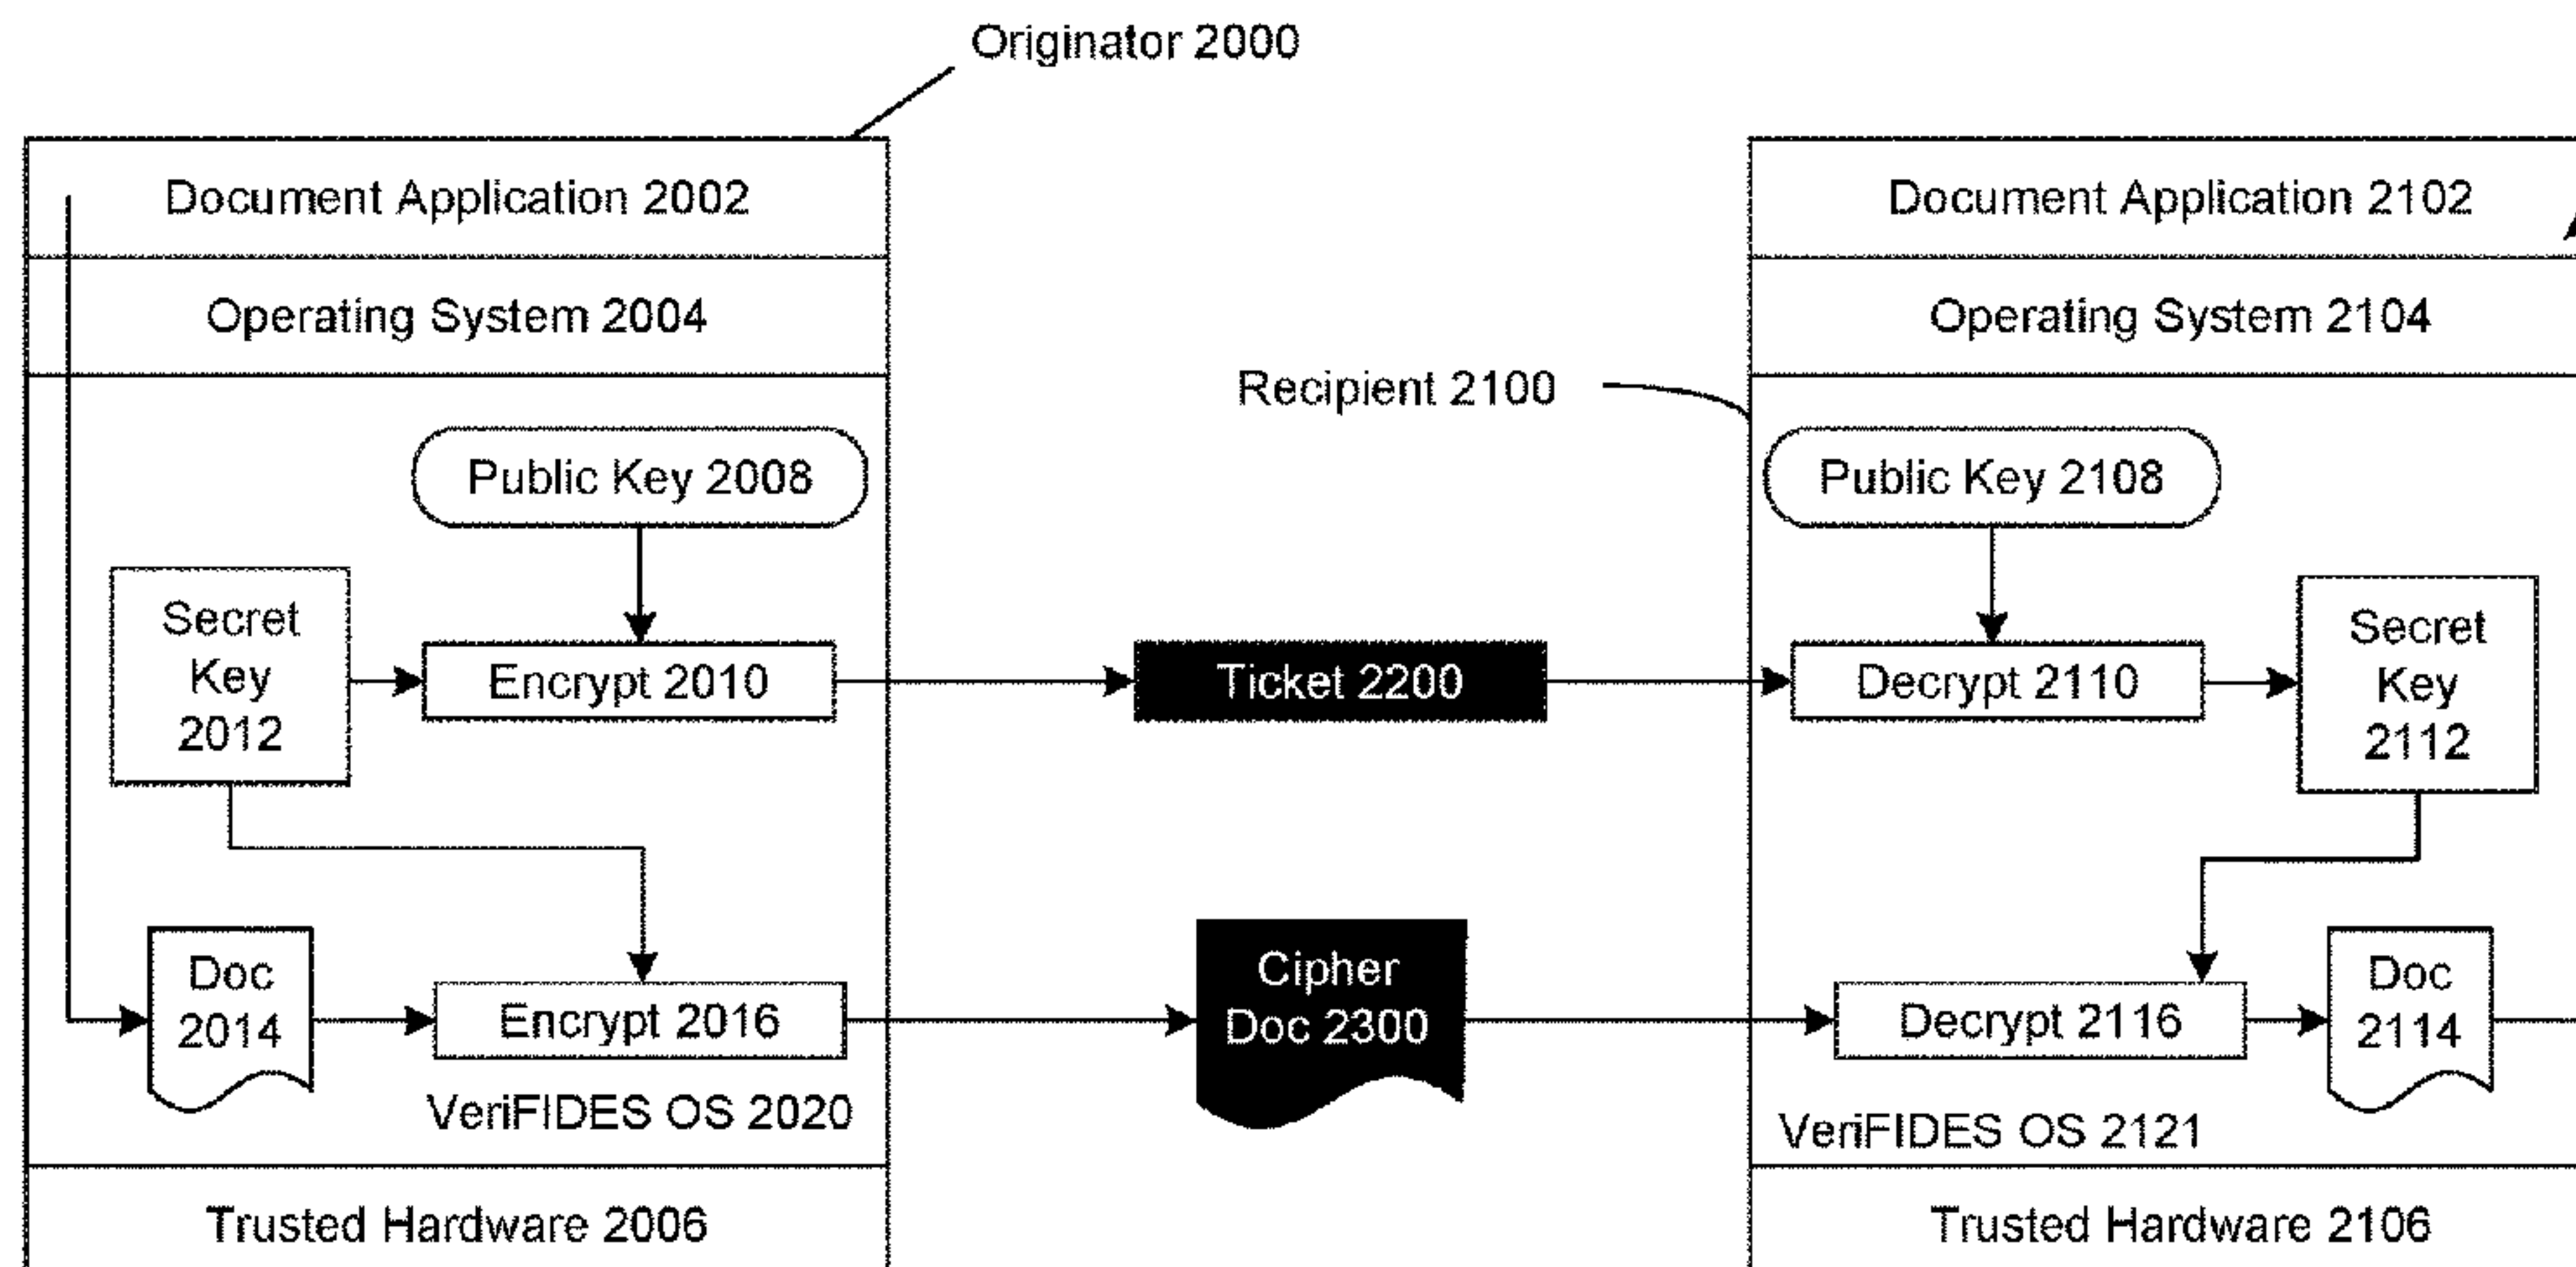 Originator 2000
Document Application 2002
Operating System 2004
Public Key 2008
Secret
Key
2012
Encrypt 2010
Doc
2014
Encrypt 2016
VeriFIDES OS 2020
Trusted Hardware 2006
Ticket 2200
Cipher
Doc 2300
Recipient 2100
Document Application 2102
Operating System 2104
Public Key 2108
Decrypt 2110
Secret
Key
2112
Decrypt 2116
Doc
2114
VeriFIDES OS 2121
Trusted Hardware 2106